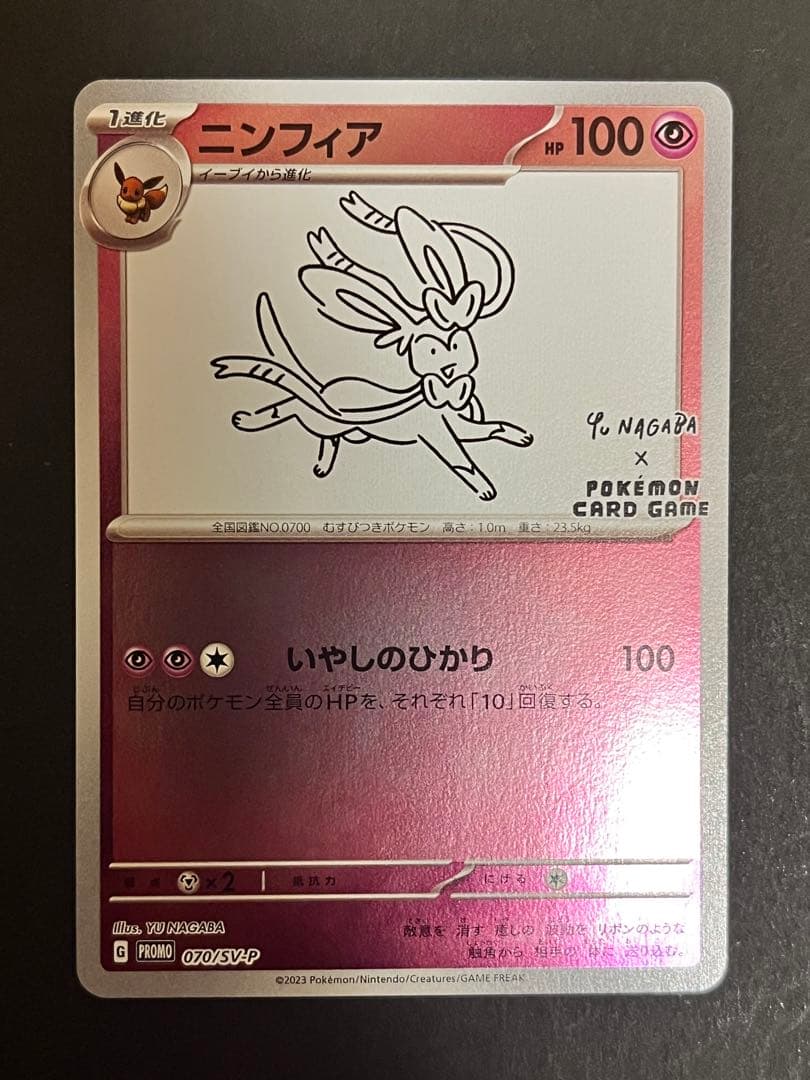 1進化
ニンフィア
HP 100
イーブイから進化
Yu NAGABA
×
POKÉMON
CARD GAME
全国図鑑NO.0700 むすびつきポケモン 高さ:1.0m 重さ:23.5kg
いやしのひかり 100
自分のポケモン全員のHPを、それぞれ「10」回復する。
弱点 ×2 抵抗力 にげる
Illus. YU NAGABA
敵意を 消す 癒しの 波動を リボンのような
触角から 相手の 体に 送り込む。
G PROMO 070/SV-P
©2023 Pokémon/Nintendo/Creatures/GAME FREAK